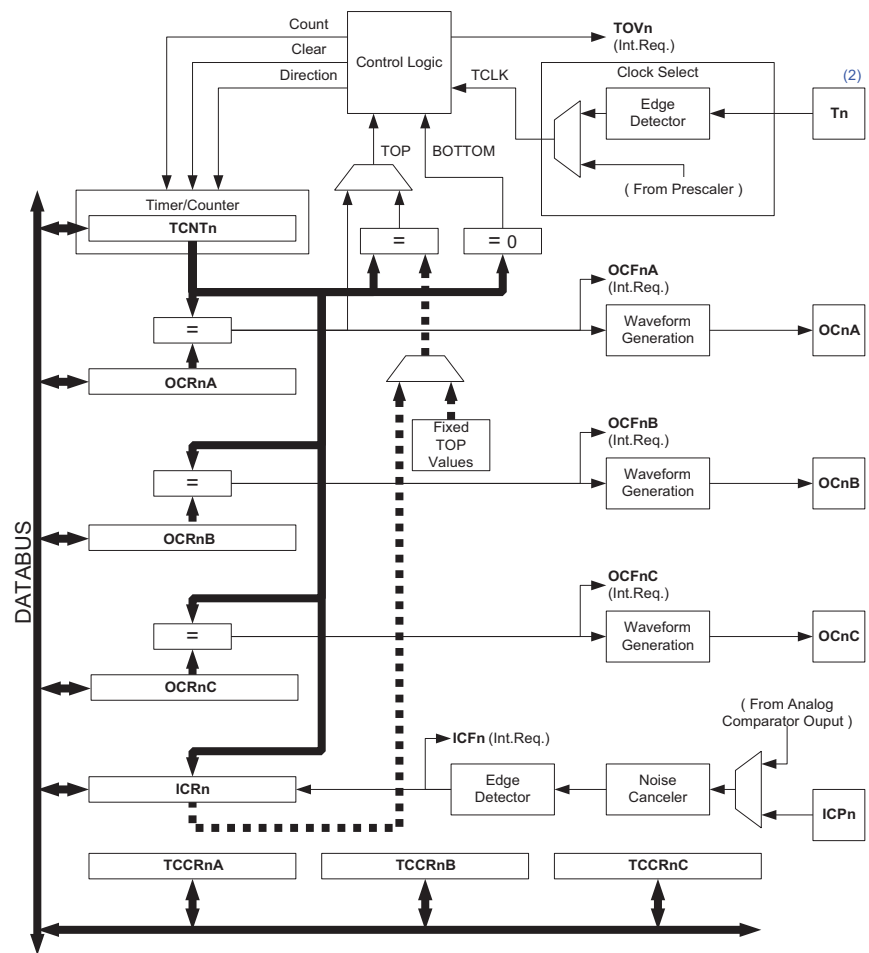 Count
TOVn
(Int.Req.)
Clear
Control Logic
Direction
TCLK
Clock Select
(2)
Edge
Detector
Tn
TOP
BOTTOM
( From Prescaler )
Timer/Counter
TCNTn
=
= 0
OCFnA
(Int.Req.)
=
Waveform
Generation
OCnA
OCRnA
Fixed
TOP
Values
OCFnB
(Int.Req.)
=
Waveform
Generation
OCnB
OCRnB
DATABUS
OCFnC
(Int.Req.)
=
Waveform
Generation
OCnC
OCRnC
( From Analog
Comparator Ouput )
ICFn (Int.Req.)
ICRn
Edge
Detector
Noise
Canceler
ICPn
TCCRnA
TCCRnB
TCCRnC